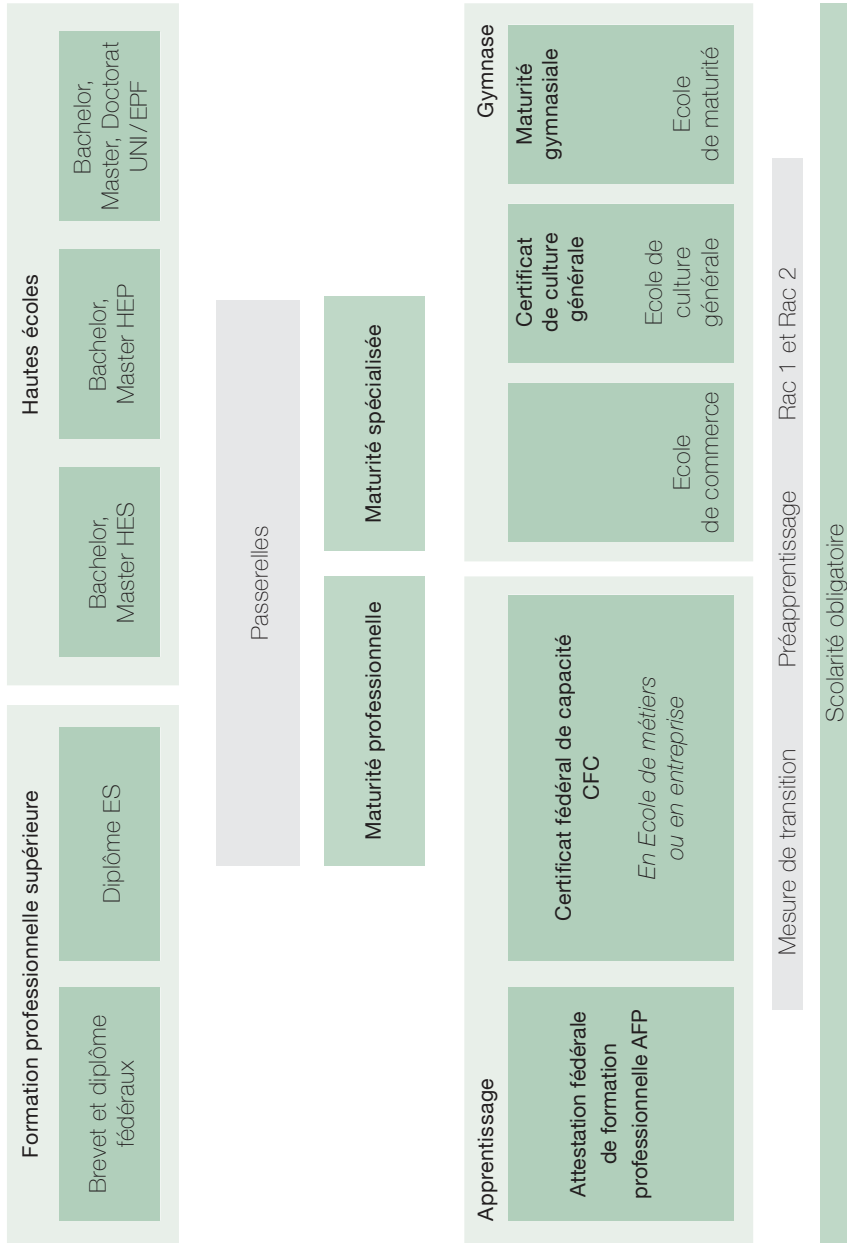 Formation professionnelle supérieure
Brevet et diplôme
fédéraux
Diplôme ES
Hautes écoles
Bachelor,
Master HES
Bachelor,
Master HEP
Bachelor,
Master, Doctorat
UNI / EPF
Passerelles
Maturité professionnelle
Maturité spécialisée
Apprentissage
Attestation fédérale
de formation
professionnelle AFP
Certificat fédéral de capacité
CFC
En Ecole de métiers
ou en entreprise
Gymnase
Ecole
de commerce
Certificat
de culture
générale
Ecole de
culture
générale
Maturité
gymnasiale
Ecole
de maturité
Mesure de transition
Préapprentissage
Rac 1 et Rac 2
Scolarité obligatoire